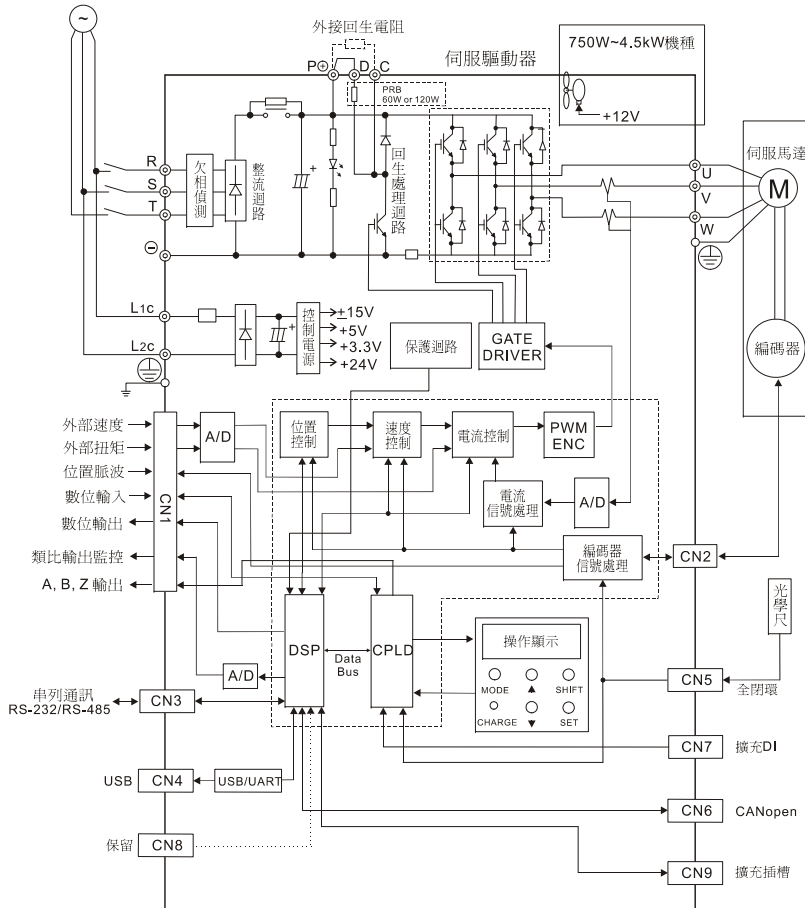 ~
外接回生電阻
P⊕
D
C
伺服驅動器
750W~4.5kW機種
+12V
PRB
60W or 120W
R
S
T
欠相偵測
整流迴路
+
回生處理迴路
U
V
W
伺服馬達
M
編碼器
⊖
L1c
L2c
+
控制電源
±15V
+5V
+3.3V
+24V
保護迴路
GATE
DRIVER
外部速度
外部扭矩
位置脈波
數位輸入
數位輸出
類比輸出監控
A, B, Z 輸出
CN1
A/D
位置
控制
速度
控制
電流控制
PWM
ENC
電流
信號處理
A/D
編碼器
信號處理
CN2
光學尺
DSP
Data
Bus
CPLD
A/D
操作顯示
MODE
▲
SHIFT
CHARGE
▼
SET
CN5
全閉環
串列通訊
RS-232/RS-485
CN3
CN7
擴充DI
USB
CN4
USB/UART
CN6
CANopen
保留
CN8
CN9
擴充插槽